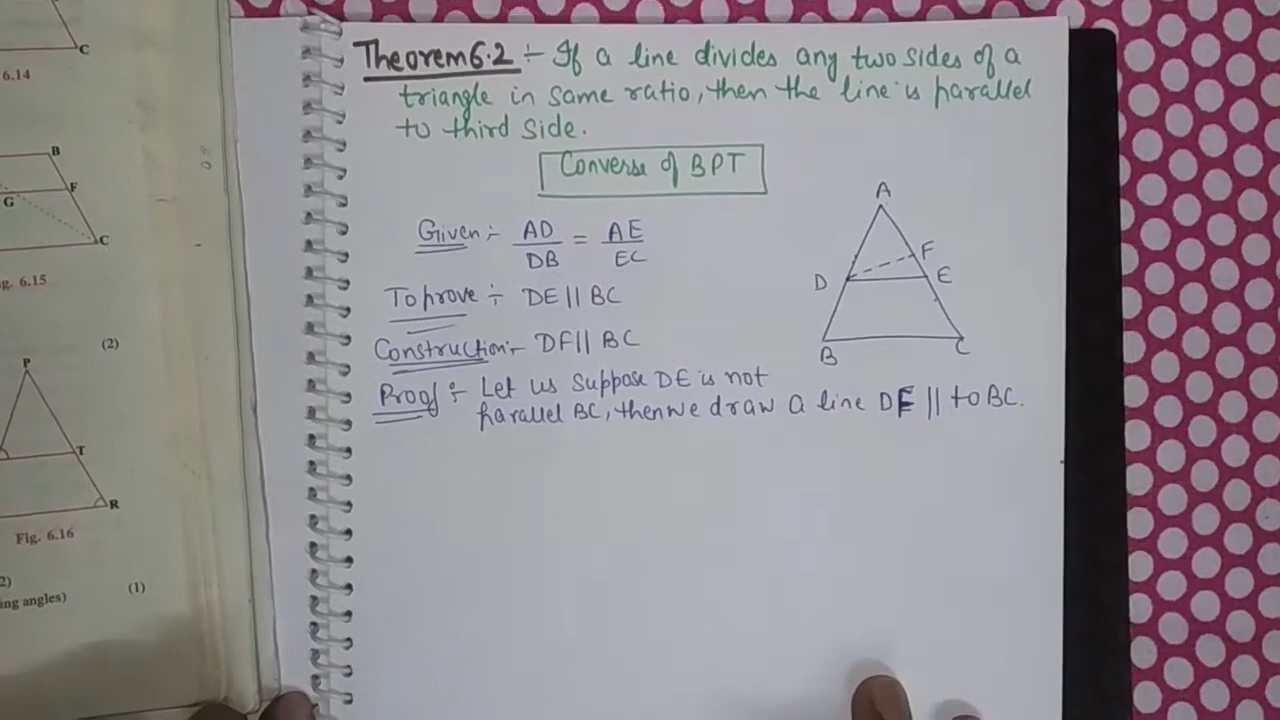 C
6.14
B
F
G
C
g. 6.15
(2)
P
T
R
Fig. 6.16
2)
ing angles)
(1)
Theorem 6.2 :- If a line divides any two sides of a
triangle in same ratio, then the line is parallel
to third side.
Converse of BPT
Given :- AD/DB = AE/EC
To prove :- DE || BC
Construction:- DF || BC
Proof :- Let us suppose DE is not
parallel BC, then we draw a line DF || to BC.
A
F
D E
B C